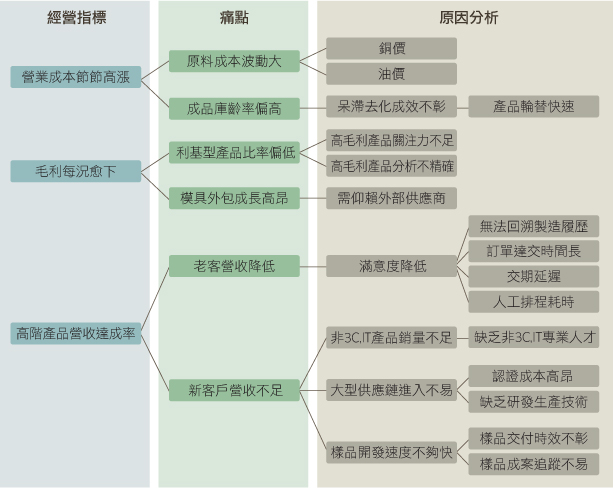 經營指標
痛點
原因分析
營業成本節節高漲
原料成本波動大
銅價
油價
成品庫齡率偏高
呆滯去化成效不彰
產品輪替快速
毛利每況愈下
利基型產品比率偏低
高毛利產品關注力不足
高毛利產品分析不精確
模具外包成長高昂
需仰賴外部供應商
高階產品營收達成率
老客營收降低
滿意度降低
無法回溯製造履歷
訂單達交時間長
交期延遲
人工排程耗時
新客戶營收不足
非3C,IT產品銷量不足
缺乏非3C,IT專業人才
大型供應鏈進入不易
認證成本高昂
缺乏研發生產技術
樣品開發速度不夠快
樣品交付時效不彰
樣品成案追蹤不易